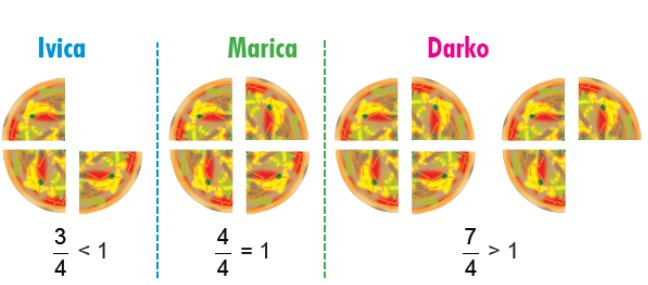 Ivica Marica Darko
3/4 < 1 4/4 = 1 7/4 > 1